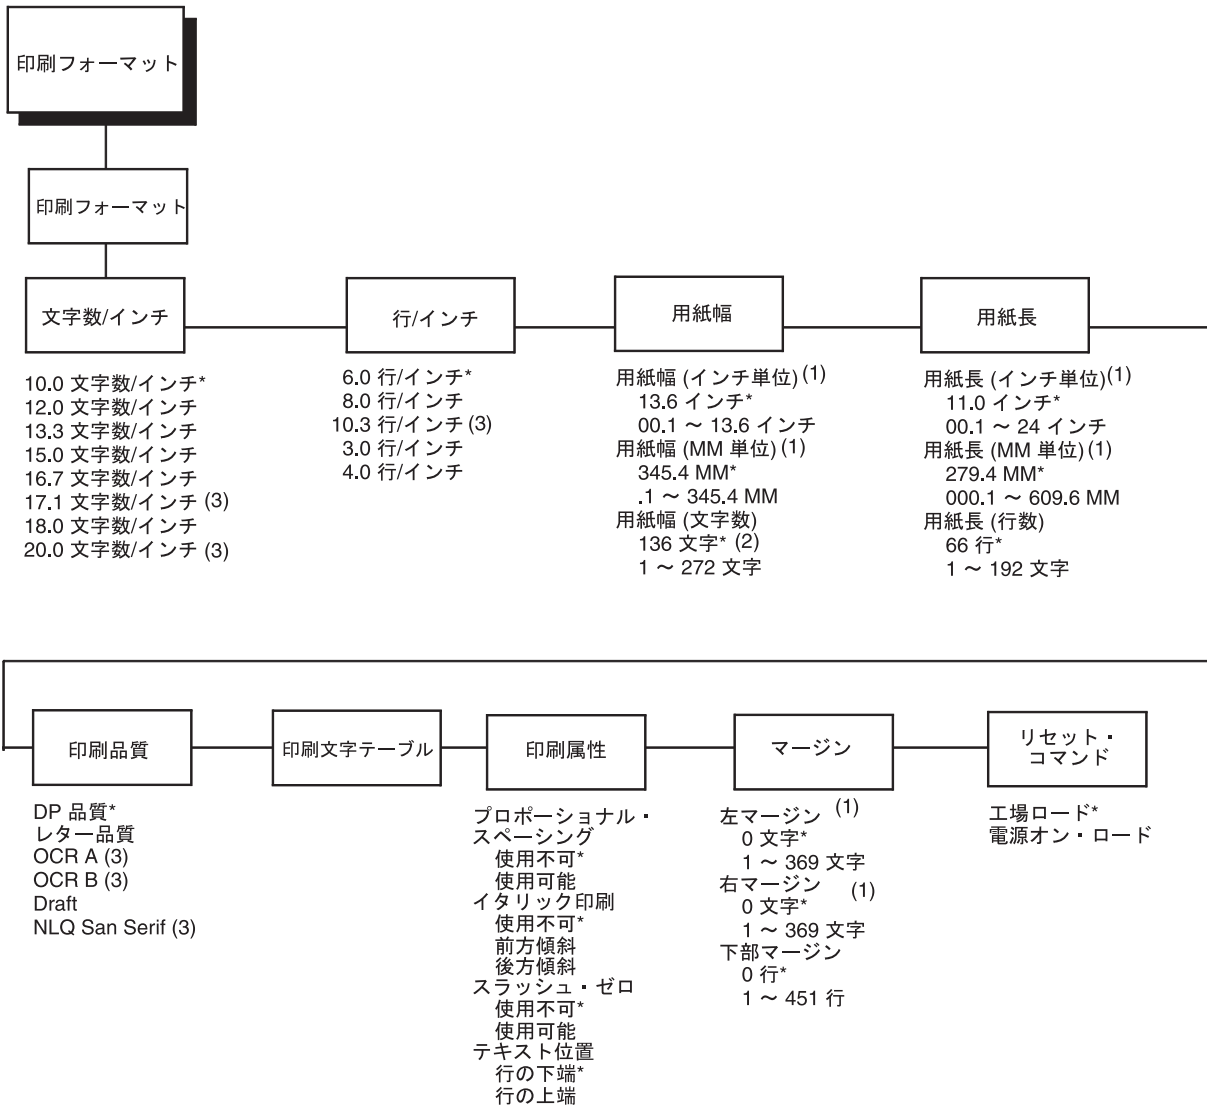 印刷フォーマット
印刷フォーマット
文字数/インチ
10.0 文字数/インチ*
12.0 文字数/インチ
13.3 文字数/インチ
15.0 文字数/インチ
16.7 文字数/インチ
17.1 文字数/インチ (3)
18.0 文字数/インチ
20.0 文字数/インチ (3)
行/インチ
6.0 行/インチ*
8.0 行/インチ
10.3 行/インチ (3)
3.0 行/インチ
4.0 行/インチ
用紙幅
用紙幅 (インチ単位) (1)
13.6 インチ*
00.1 ～ 13.6 インチ
用紙幅 (MM 単位) (1)
345.4 MM*
.1 ～ 345.4 MM
用紙幅 (文字数)
136 文字* (2)
1 ～ 272 文字
用紙長
用紙長 (インチ単位) (1)
11.0 インチ*
00.1 ～ 24 インチ
用紙長 (MM 単位) (1)
279.4 MM*
000.1 ～ 609.6 MM
用紙長 (行数)
66 行*
1 ～ 192 文字
印刷品質
DP 品質*
レター品質
OCR A (3)
OCR B (3)
Draft
NLQ San Serif (3)
印刷文字テーブル
印刷属性
プロポーショナル・
スペーシング
使用不可*
使用可能
イタリック印刷
使用不可*
前方傾斜
後方傾斜
スラッシュ・ゼロ
使用不可*
使用可能
テキスト位置
行の下端*
行の上端
マージン
左マージン (1)
0 文字*
1 ～ 369 文字
右マージン (1)
0 文字*
1 ～ 369 文字
下部マージン
0 行*
1 ～ 451 行
リセット・
コマンド
工場ロード*
電源オン・ロード